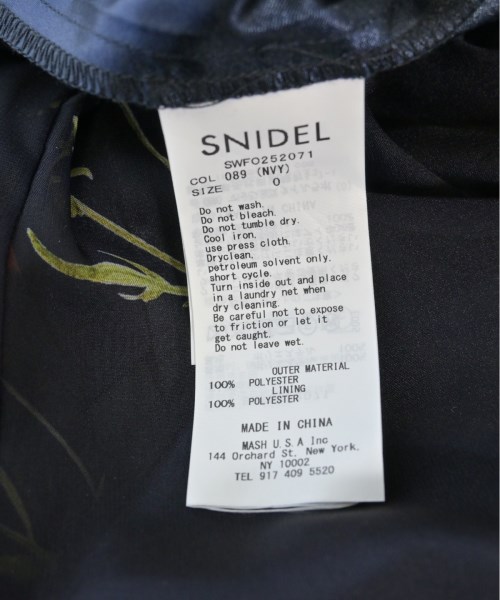 SNIDEL
SWFO252071
COL 089 (NVY)
SIZE 0
Do not wash.
Do not bleach.
Do not tumble dry.
Cool iron,
use press cloth.
Dryclean,
petroleum solvent only.
short cycle.
Turn inside out and place
in a laundry net when
dry cleaning.
Be careful not to expose
to friction or let it
get caught.
Do not leave wet.
OUTER MATERIAL
100% POLYESTER
LINING
100% POLYESTER
MADE IN CHINA
MASH U.S.A Inc
144 Orchard St. New York.
NY 10002
TEL 917 409 5520